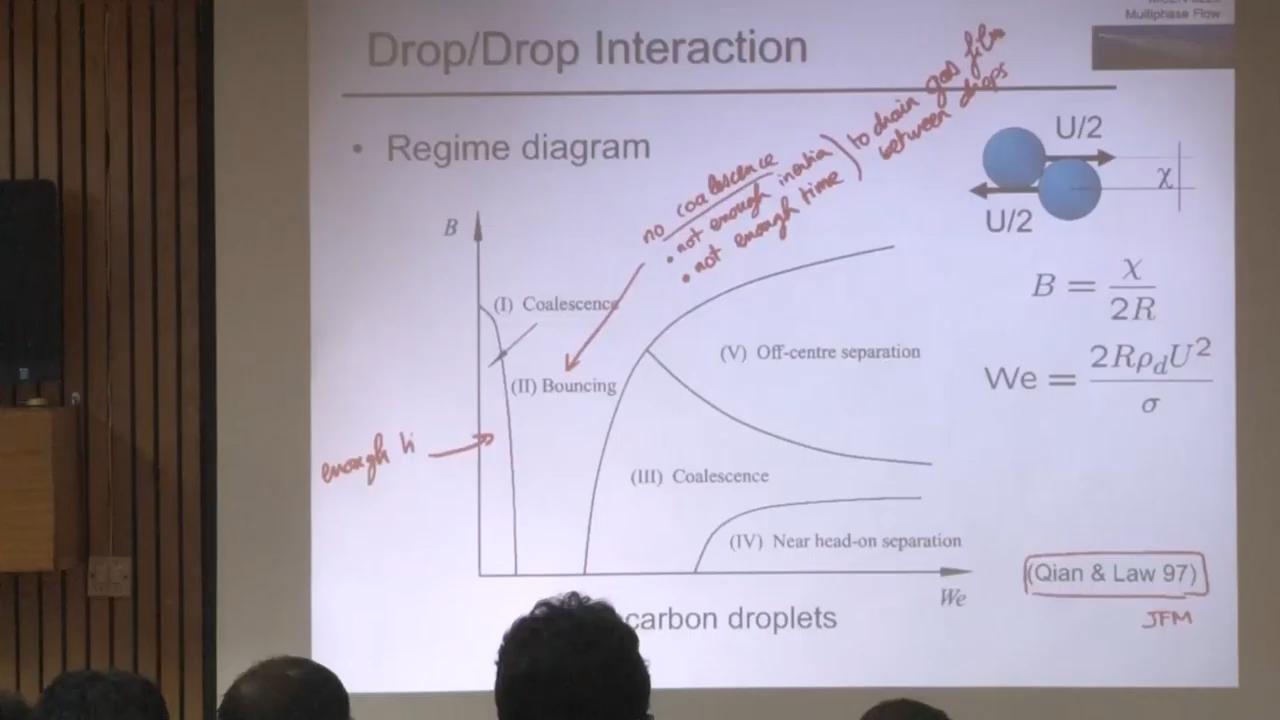 Multiphase Flow
Drop/Drop Interaction
• Regime diagram
no coalescence
• not enough inertia
• not enough time
to drain gas film
between drops
U/2
U/2
χ
B
(I) Coalescence
(II) Bouncing
(V) Off-centre separation
(III) Coalescence
(IV) Near head-on separation
We
enough ti
B = χ / 2R
We = 2Rρ_dU² / σ
(Qian & Law 97)
JFM
carbon droplets